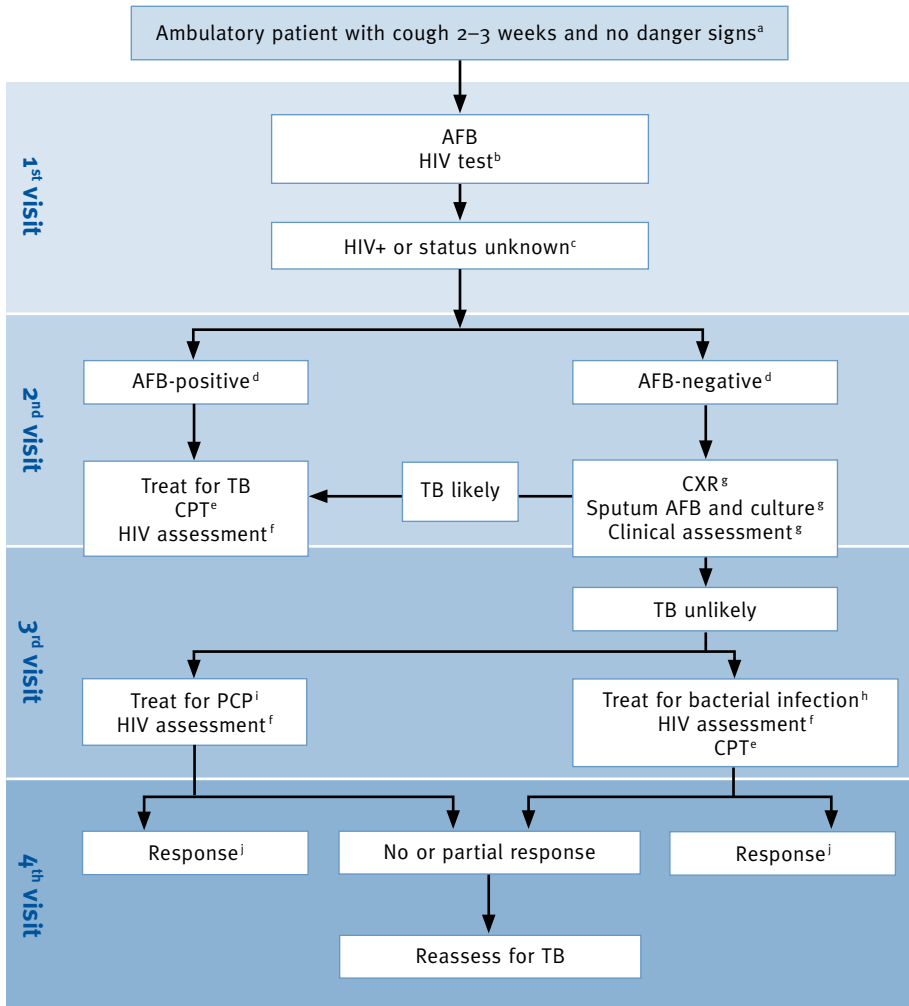 Ambulatory patient with cough 2–3 weeks and no danger signsᵃ
1ˢᵗ visit
AFB
HIV testᵇ
HIV+ or status unknownᶜ
2ⁿᵈ visit
AFB-positiveᵈ
AFB-negativeᵈ
Treat for TB
CPTᵉ
HIV assessmentᶠ
TB likely
CXRᵍ
Sputum AFB and cultureᵍ
Clinical assessmentᵍ
3ʳᵈ visit
TB unlikely
Treat for PCPⁱ
HIV assessmentᶠ
Treat for bacterial infectionʰ
HIV assessmentᶠ
CPTᵉ
4ᵗʰ visit
Responseʲ
No or partial response
Responseʲ
Reassess for TB